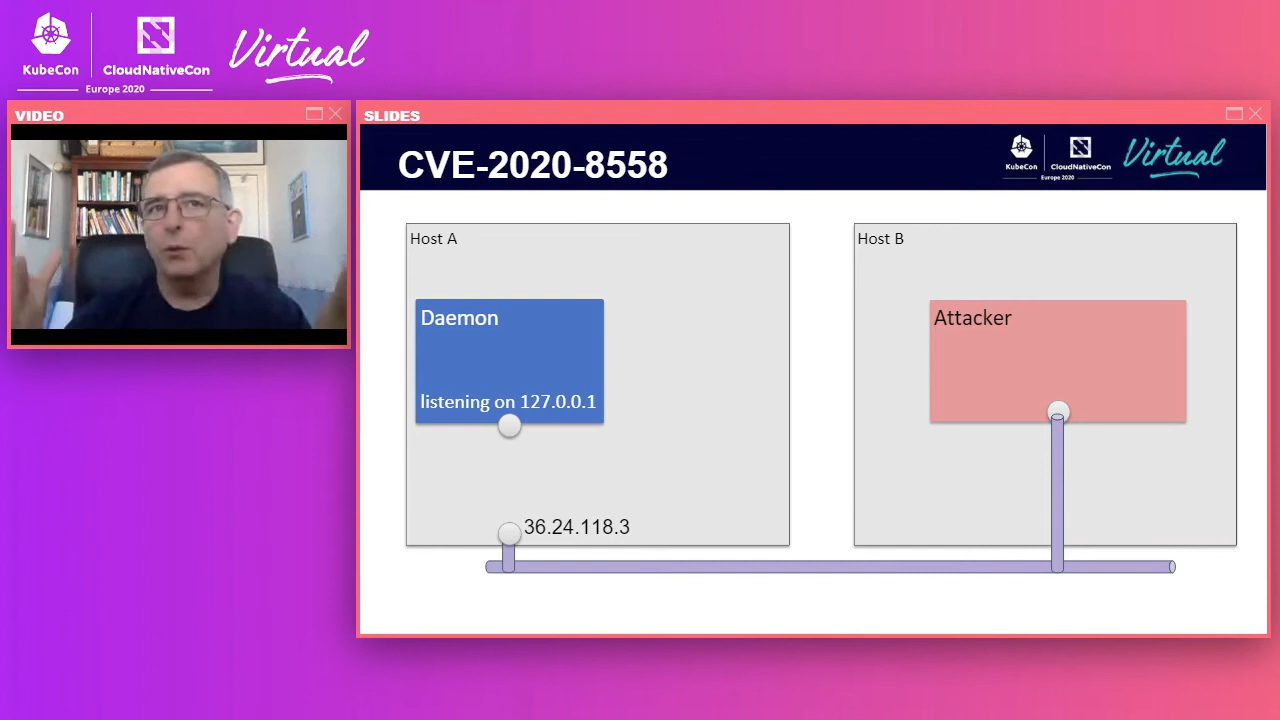 KubeCon
CloudNativeCon
Europe 2020
Virtual
VIDEO
SLIDES
CVE-2020-8558
KubeCon
CloudNativeCon
Europe 2020
Virtual
Host A
Daemon
listening on 127.0.0.1
36.24.118.3
Host B
Attacker